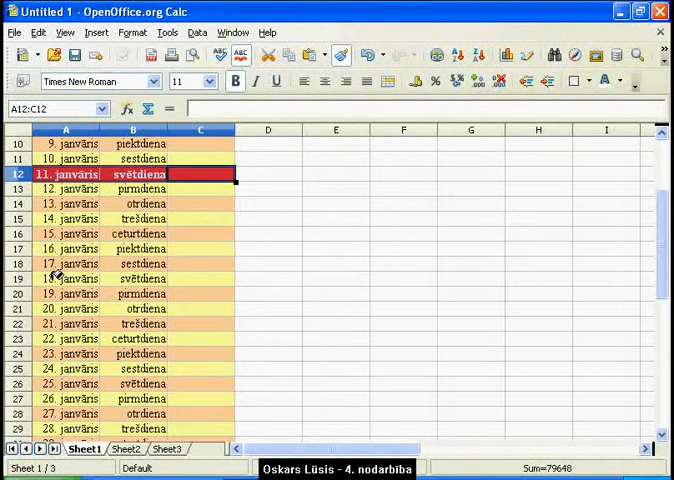 Untitled 1 - OpenOffice.org Calc
File Edit View Insert Format Tools Data Window Help
Times New Roman 11
A12:C12
A B C D E F G H I
10 9. janvāris piektdiena
11 10. janvāris sestdiena
12 11. janvāris svētdiena
13 12. janvāris pirmdiena
14 13. janvāris otrdiena
15 14. janvāris trešdiena
16 15. janvāris ceturtdiena
17 16. janvāris piektdiena
18 17. janvāris sestdiena
19 18. janvāris svētdiena
20 19. janvāris pirmdiena
21 20. janvāris otrdiena
22 21. janvāris trešdiena
23 22. janvāris ceturtdiena
24 23. janvāris piektdiena
25 24. janvāris sestdiena
26 25. janvāris svētdiena
27 26. janvāris pirmdiena
28 27. janvāris otrdiena
29 28. janvāris trešdiena
Sheet1 Sheet2 Sheet3
Sheet 1 / 3 Default Sum=79648
Oskars Lūsis - 4. nodarbība